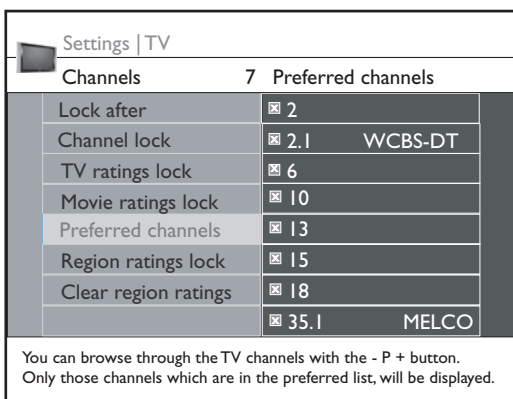 Settings | TV
Channels 7 Preferred channels
Lock after 2
Channel lock 2.1 WCBS-DT
TV ratings lock 6
Movie ratings lock 10
Preferred channels 13
Region ratings lock 15
Clear region ratings 18
35.1 MELCO
You can browse through the TV channels with the - P + button.
Only those channels which are in the preferred list, will be displayed.